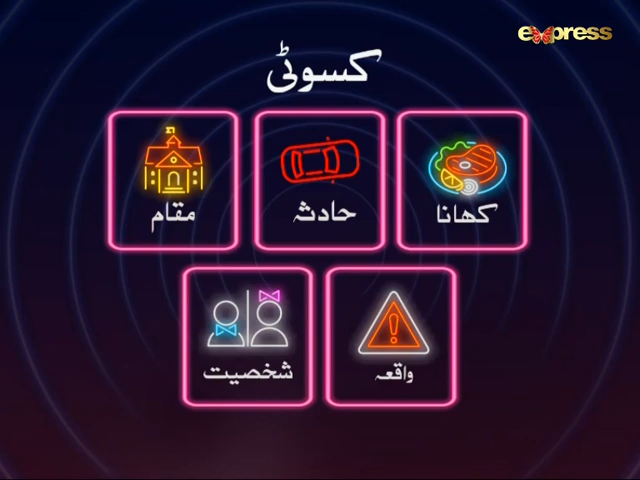 express
کسوٹی
کھانا
حادثہ
مقام
واقعہ
شخصیت